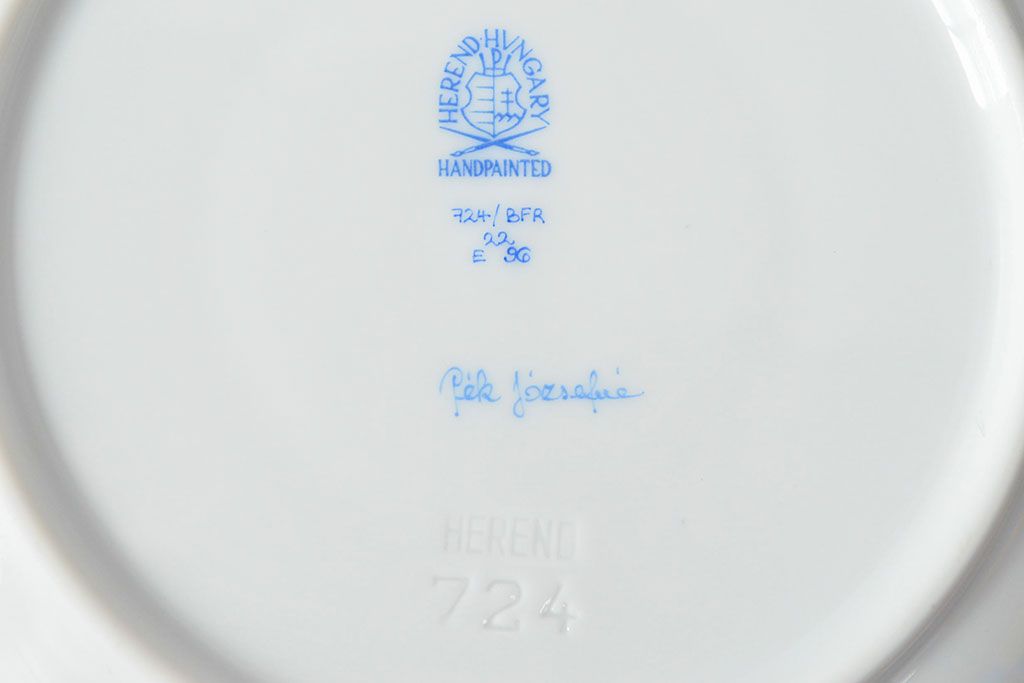 HEREND·HVNGARY
HANDPAINTED
724/BFR
22
E 96
Pék Józsefné
HEREND
724